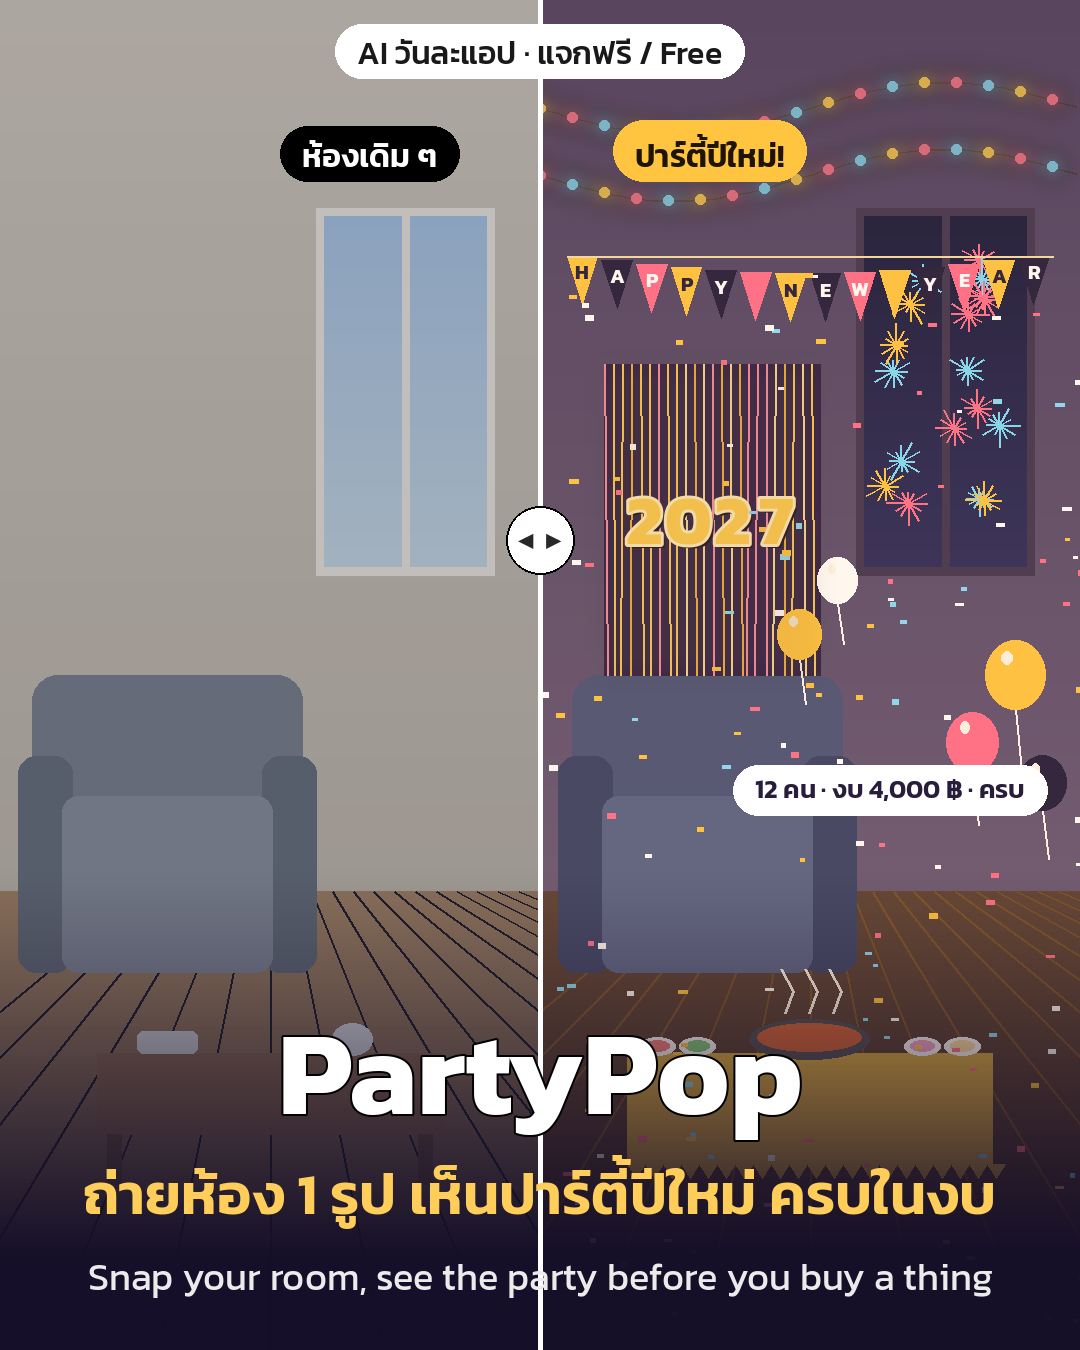 AI วันละแอป · แจกฟรี / Free
ห้องเดิม ๆ
ปาร์ตี้ปีใหม่!
HAPPY NEW YEAR
2027
12 คน · งบ 4,000 ฿ · ครบ
PartyPop
ถ่ายห้อง 1 รูป เห็นปาร์ตี้ปีใหม่ ครบในงบ
Snap your room, see the party before you buy a thing